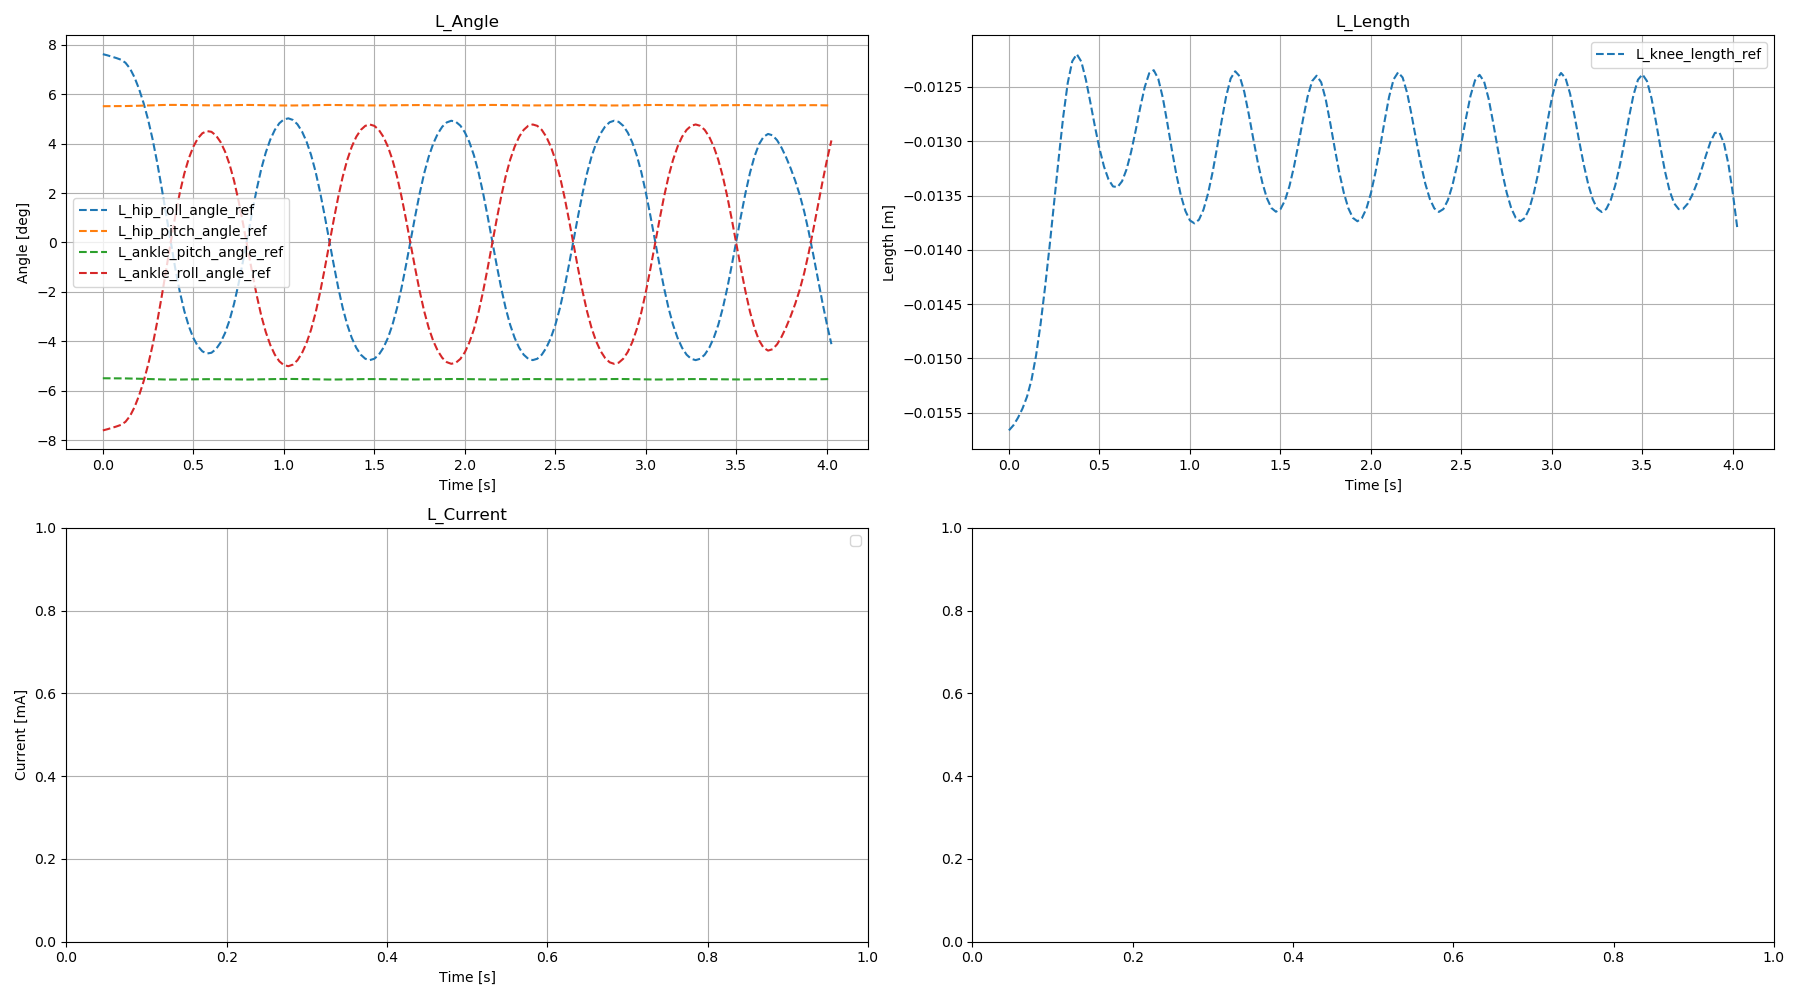 L_Angle
8
6
4
2
0
−2
−4
−6
−8
Angle [deg]
L_hip_roll_angle_ref
L_hip_pitch_angle_ref
L_ankle_pitch_angle_ref
L_ankle_roll_angle_ref
0.0 0.5 1.0 1.5 2.0 2.5 3.0 3.5 4.0
Time [s]
L_Length
L_knee_length_ref
−0.0125
−0.0130
−0.0135
−0.0140
−0.0145
−0.0150
−0.0155
Length [m]
0.0 0.5 1.0 1.5 2.0 2.5 3.0 3.5 4.0
Time [s]
L_Current
1.0
0.8
0.6
0.4
0.2
0.0
Current [mA]
0.0 0.2 0.4 0.6 0.8 1.0
Time [s]
1.0
0.8
0.6
0.4
0.2
0.0
0.0 0.2 0.4 0.6 0.8 1.0